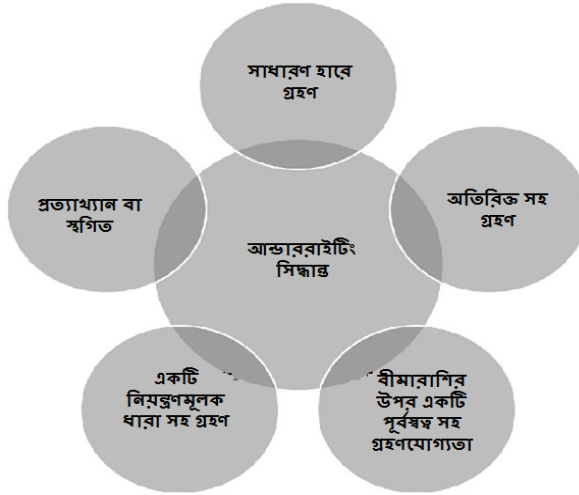 সাধারণ হারে
গ্রহণ
প্রত্যাখ্যান বা
স্থগিত
অতিরিক্ত সহ
গ্রহণ
আন্ডাররাইটিং
সিদ্ধান্ত
একটি
নিয়ন্ত্রণমূলক
ধারা সহ গ্রহণ
বীমারাশির
উপর একটি
পূর্বস্বত্ব সহ
গ্রহণযোগ্যতা